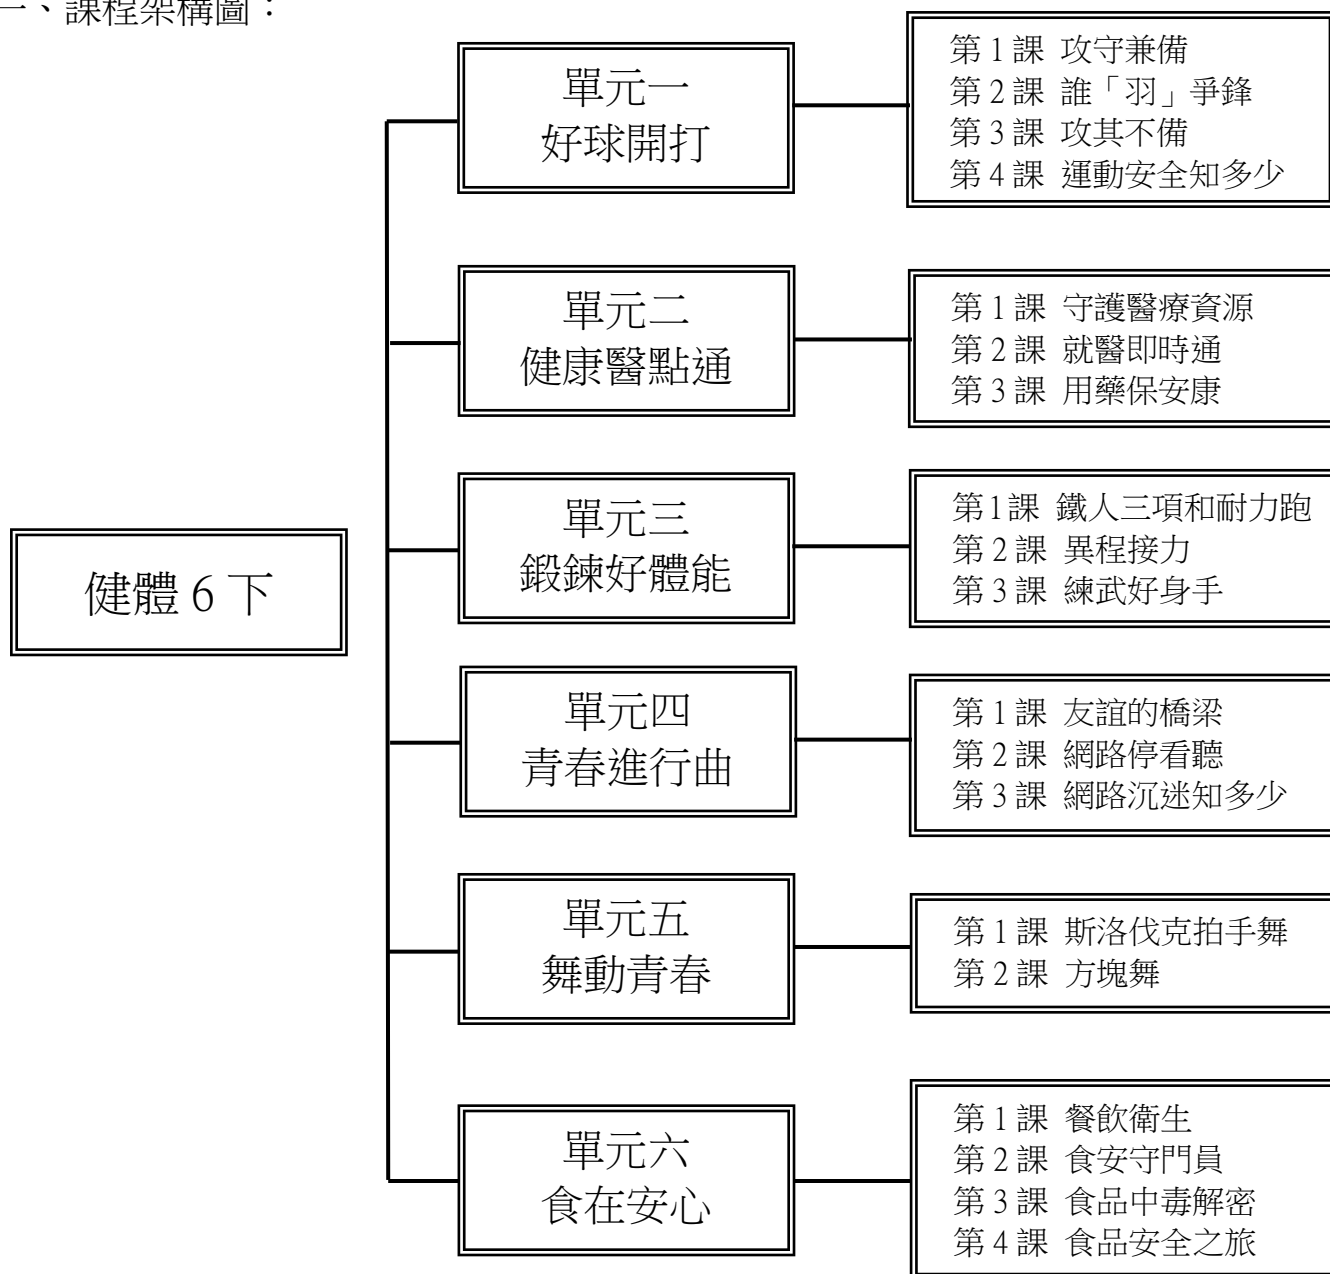 一、課程架構圖：
健體 6 下
單元一
好球開打
第 1 課 攻守兼備
第 2 課 誰「羽」爭鋒
第 3 課 攻其不備
第 4 課 運動安全知多少
單元二
健康醫點通
第 1 課 守護醫療資源
第 2 課 就醫即時通
第 3 課 用藥保安康
單元三
鍛鍊好體能
第 1 課 鐵人三項和耐力跑
第 2 課 異程接力
第 3 課 練武好身手
單元四
青春進行曲
第 1 課 友誼的橋梁
第 2 課 網路停看聽
第 3 課 網路沉迷知多少
單元五
舞動青春
第 1 課 斯洛伐克拍手舞
第 2 課 方塊舞
單元六
食在安心
第 1 課 餐飲衛生
第 2 課 食安守門員
第 3 課 食品中毒解密
第 4 課 食品安全之旅